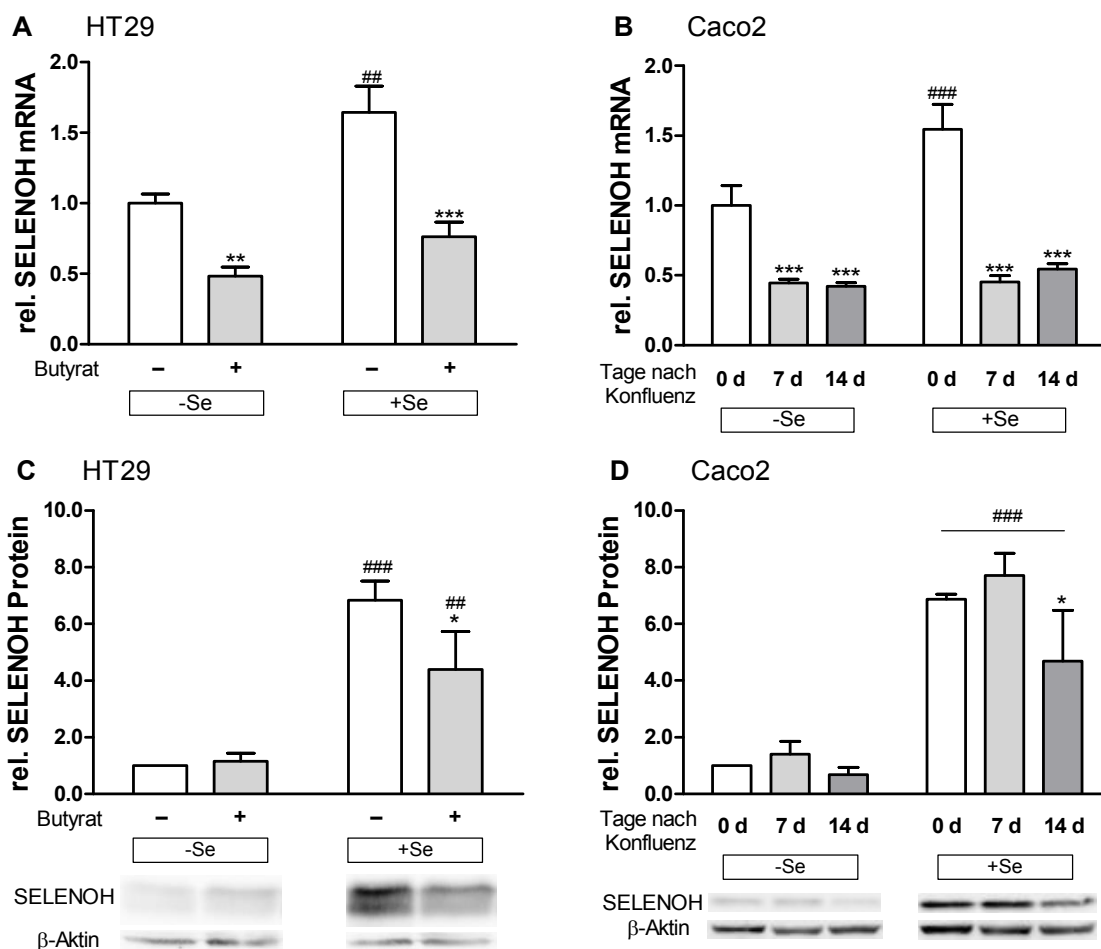 A HT29
rel. SELENOH mRNA
2.0
1.5
1.0
0.5
0.0
**
##
***
Butyrat – + – +
-Se +Se
B Caco2
rel. SELENOH mRNA
2.0
1.5
1.0
0.5
0.0
*** ***
###
*** ***
Tage nach
Konfluenz
0 d 7 d 14 d 0 d 7 d 14 d
-Se +Se
C HT29
rel. SELENOH Protein
10.0
8.0
6.0
4.0
2.0
0.0
###
##
*
Butyrat – + – +
-Se +Se
SELENOH
β-Aktin
D Caco2
rel. SELENOH Protein
10.0
8.0
6.0
4.0
2.0
0.0
###
*
Tage nach
Konfluenz
0 d 7 d 14 d 0 d 7 d 14 d
-Se +Se
SELENOH
β-Aktin